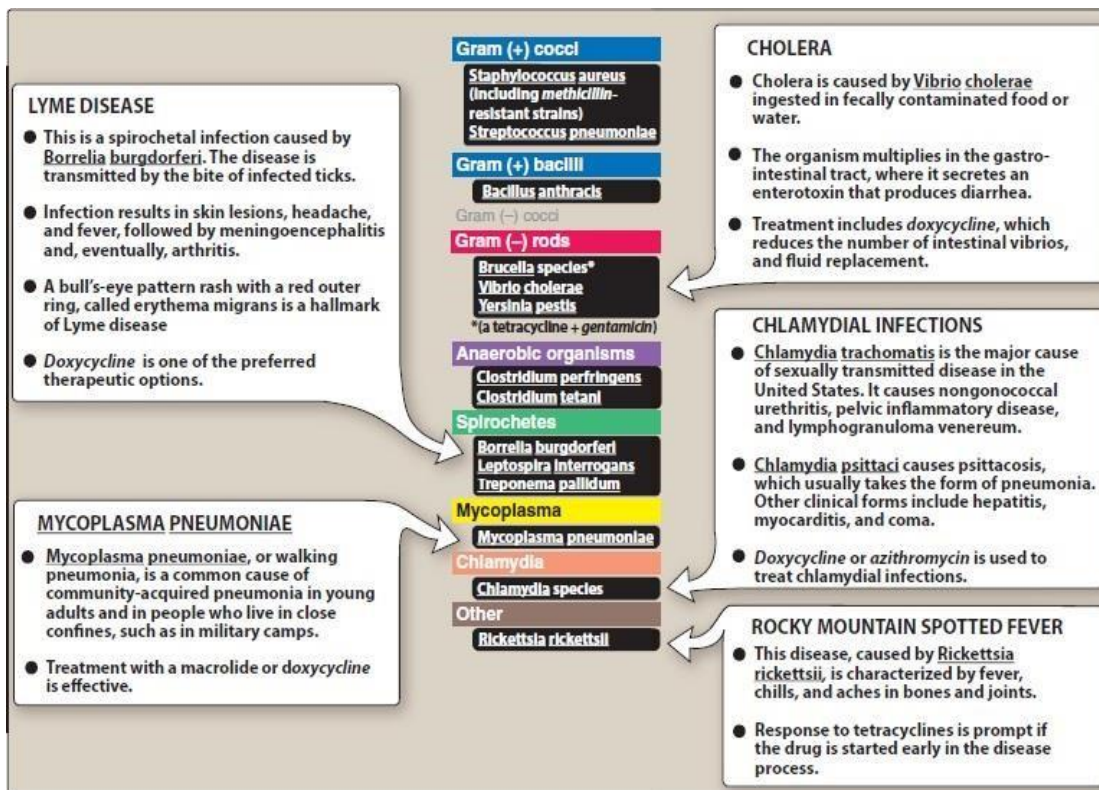 LYME DISEASE
● This is a spirochetal infection caused by
Borrelia burgdorferi. The disease is
transmitted by the bite of infected ticks.
● Infection results in skin lesions, headache,
and fever, followed by meningoencephalitis
and, eventually, arthritis.
● A bull's-eye pattern rash with a red outer
ring, called erythema migrans is a hallmark
of Lyme disease
● Doxycycline is one of the preferred
therapeutic options.
MYCOPLASMA PNEUMONIAE
● Mycoplasma pneumoniae, or walking
pneumonia, is a common cause of
community-acquired pneumonia in young
adults and in people who live in close
confines, such as in military camps.
● Treatment with a macrolide or doxycycline
is effective.
Gram (+) cocci
Staphylococcus aureus
(including methicillin-
resistant strains)
Streptococcus pneumoniae
Gram (+) bacilli
Bacillus anthracis
Gram (–) cocci
Gram (–) rods
Brucella species*
Vibrio cholerae
Yersinia pestis
*(a tetracycline + gentamicin)
Anaerobic organisms
Clostridium perfringens
Clostridium tetani
Spirochetes
Borrelia burgdorferi
Leptospira interrogans
Treponema pallidum
Mycoplasma
Mycoplasma pneumoniae
Chlamydia
Chlamydia species
Other
Rickettsia rickettsii
CHOLERA
● Cholera is caused by Vibrio cholerae
ingested in fecally contaminated food or
water.
● The organism multiplies in the gastro-
intestinal tract, where it secretes an
enterotoxin that produces diarrhea.
● Treatment includes doxycycline, which
reduces the number of intestinal vibrios,
and fluid replacement.
CHLAMYDIAL INFECTIONS
● Chlamydia trachomatis is the major cause
of sexually transmitted disease in the
United States. It causes nongonococcal
urethritis, pelvic inflammatory disease,
and lymphogranuloma venereum.
● Chlamydia psittaci causes psittacosis,
which usually takes the form of pneumonia.
Other clinical forms include hepatitis,
myocarditis, and coma.
● Doxycycline or azithromycin is used to
treat chlamydial infections.
ROCKY MOUNTAIN SPOTTED FEVER
● This disease, caused by Rickettsia
rickettsii, is characterized by fever,
chills, and aches in bones and joints.
● Response to tetracyclines is prompt if
the drug is started early in the disease
process.